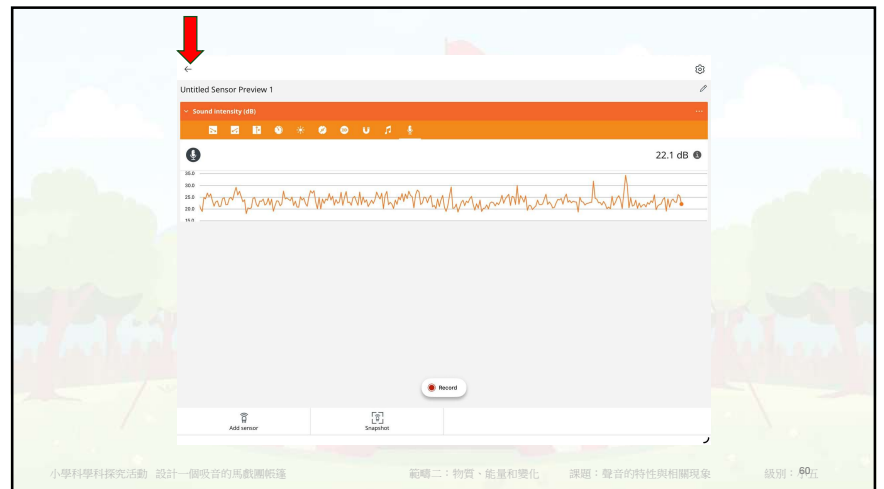 Untitled Sensor Preview 1
Sound intensity (dB)
22.1 dB
35.0
30.0
25.0
20.0
15.0
Record
Add sensor
Snapshot
小學科學科探究活動 設計一個吸音的馬戲團帳篷 範疇二：物質、能量和變化 課題：聲音的特性與相關現象 級別：小五
60